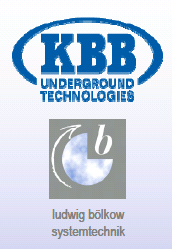 KBB
UNDERGROUND
TECHNOLOGIES
b
ludwig bölkow
systemtechnik